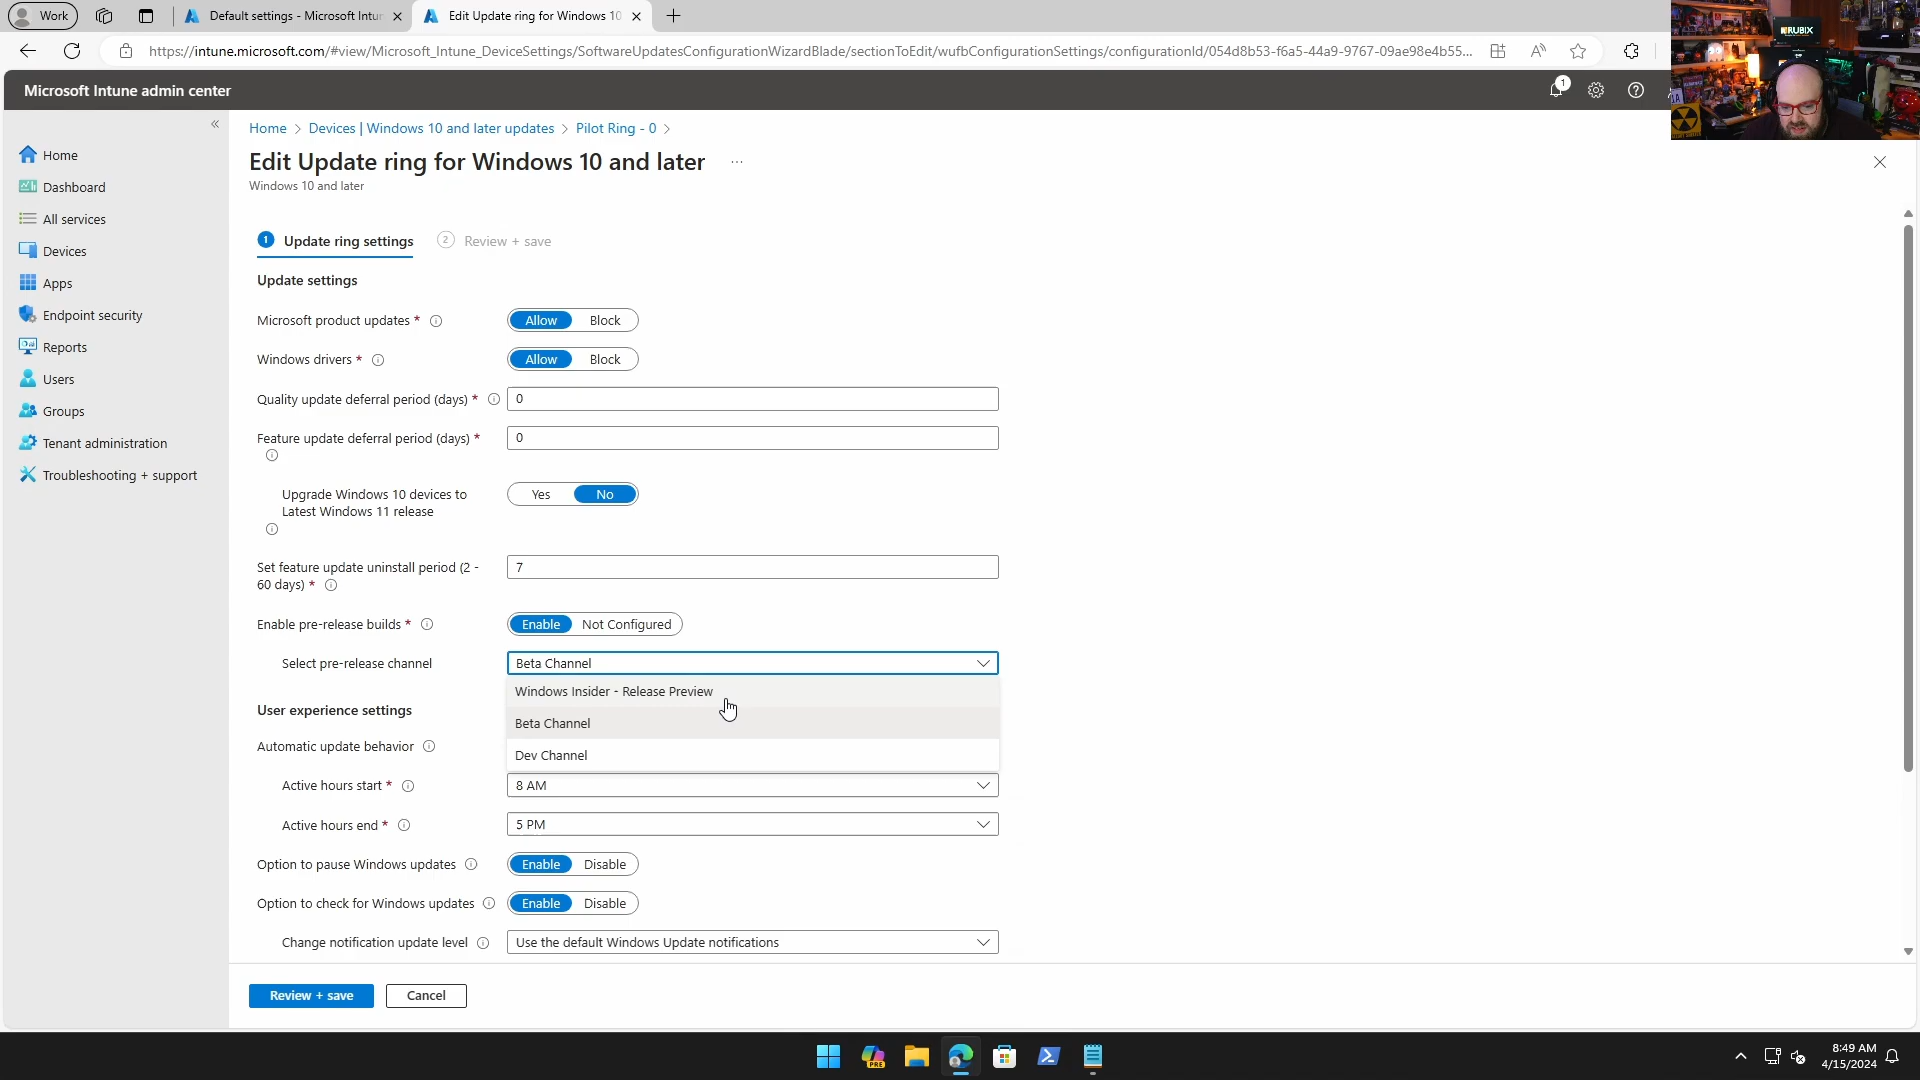 Work
Default settings - Microsoft Intun
Edit Update ring for Windows 10
https://intune.microsoft.com/#view/Microsoft_Intune_DeviceSettings/SoftwareUpdatesConfigurationWizardBlade/sectionToEdit/wufbConfigurationSettings/configurationId/054d8b53-f6a5-44a9-9767-09ae98e4b55...
RUBIX
Microsoft Intune admin center
1
Home > Devices | Windows 10 and later updates > Pilot Ring - 0 >
Edit Update ring for Windows 10 and later ...
Windows 10 and later
Home
Dashboard
All services
Devices
Apps
Endpoint security
Reports
Users
Groups
Tenant administration
Troubleshooting + support
1 Update ring settings
2 Review + save
Update settings
Microsoft product updates * Allow Block
Windows drivers * Allow Block
Quality update deferral period (days) * 0
Feature update deferral period (days) * 0
Upgrade Windows 10 devices to Yes No
Latest Windows 11 release
Set feature update uninstall period (2 - 7
60 days) *
Enable pre-release builds * Enable Not Configured
Select pre-release channel Beta Channel
Windows Insider - Release Preview
Beta Channel
Dev Channel
User experience settings
Automatic update behavior
Active hours start * 8 AM
Active hours end * 5 PM
Option to pause Windows updates Enable Disable
Option to check for Windows updates Enable Disable
Change notification update level Use the default Windows Update notifications
Review + save
Cancel
PRE
8:49 AM
4/15/2024